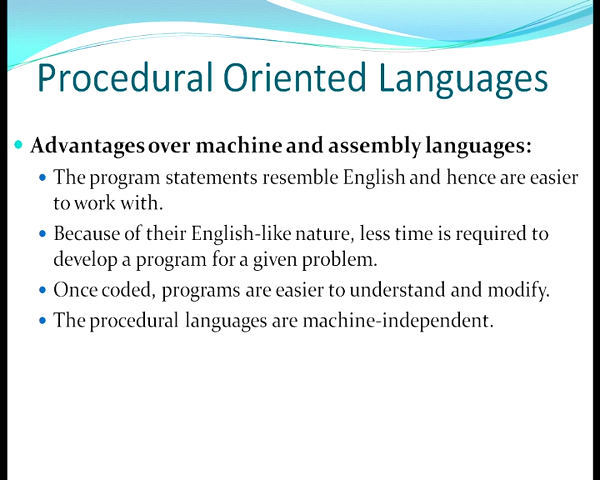 Procedural Oriented Languages
Advantages over machine and assembly languages:
The program statements resemble English and hence are easier
to work with.
Because of their English-like nature, less time is required to
develop a program for a given problem.
Once coded, programs are easier to understand and modify.
The procedural languages are machine-independent.